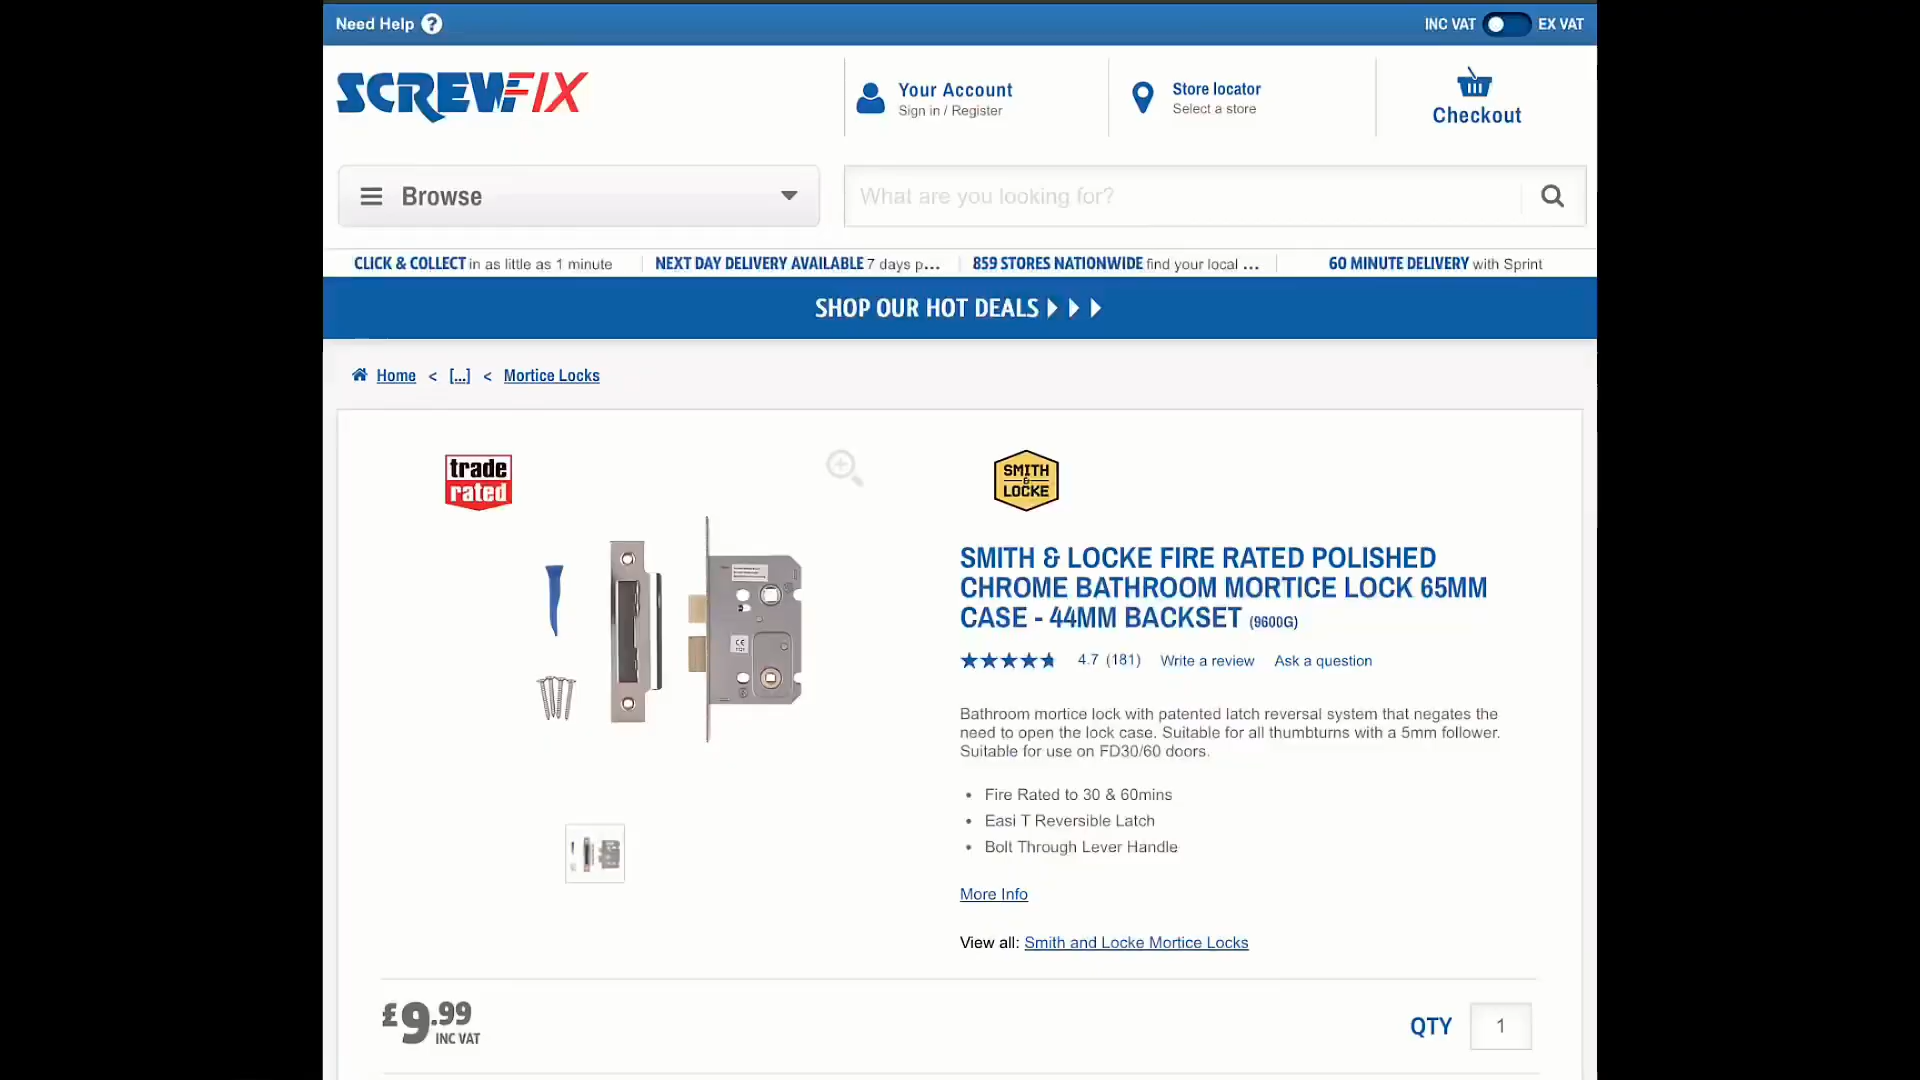 Need Help ?
INC VAT EX VAT
SCREWFIX
Your Account
Sign in / Register
Store locator
Select a store
Checkout
Browse
What are you looking for?
CLICK & COLLECT in as little as 1 minute
NEXT DAY DELIVERY AVAILABLE 7 days p...
859 STORES NATIONWIDE find your local ...
60 MINUTE DELIVERY with Sprint
SHOP OUR HOT DEALS
Home < [...] < Mortice Locks
trade
rated
SMITH
&
LOCKE
SMITH & LOCKE FIRE RATED POLISHED
CHROME BATHROOM MORTICE LOCK 65MM
CASE - 44MM BACKSET (9600G)
4.7 (181) Write a review Ask a question
Bathroom mortice lock with patented latch reversal system that negates the
need to open the lock case. Suitable for all thumbturns with a 5mm follower.
Suitable for use on FD30/60 doors.
• Fire Rated to 30 & 60mins
• Easi T Reversible Latch
• Bolt Through Lever Handle
More Info
View all: Smith and Locke Mortice Locks
£9.99
INC VAT
QTY 1